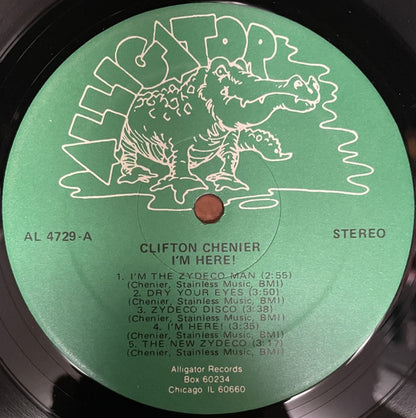 ALLIGATOR
AL 4729-A
STEREO
CLIFTON CHENIER
I'M HERE!
1. I'M THE ZYDECO MAN (2:55)
(Chenier, Stainless Music, BMI)
2. DRY YOUR EYES (3:50)
(Chenier, Stainless Music, BMI)
3. ZYDECO DISCO (3:38)
(Chenier, Stainless Music, BMI)
4. I'M HERE! (3:35)
(Chenier, Stainless Music, BMI)
5. THE NEW ZYDECO (3:17)
(Chenier, Stainless Music, BMI)
Alligator Records
Box 60234
Chicago IL 60660